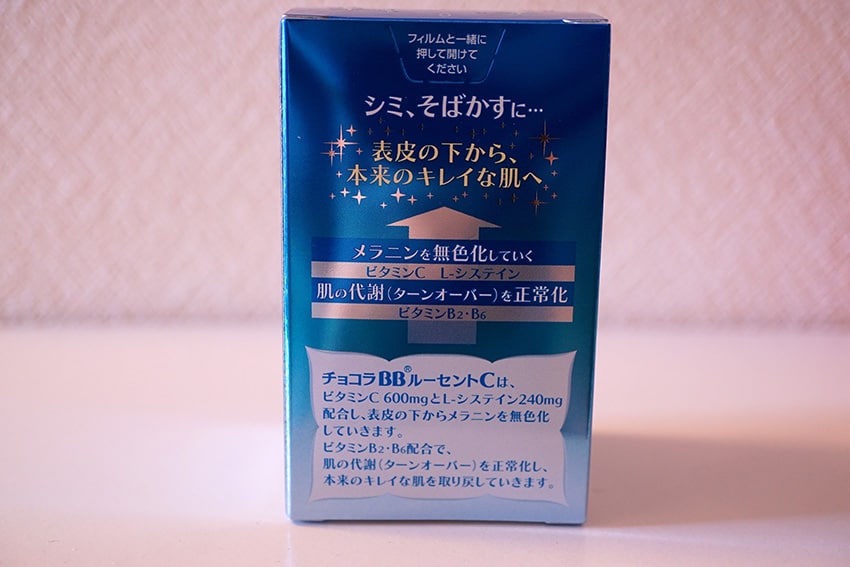 フィルムと一緒に
押して開けて
ください
シミ、そばかすに…
表皮の下から、
本来のキレイな肌へ
メラニンを無色化していく
ビタミンC L-システイン
肌の代謝(ターンオーバー)を正常化
ビタミンB2・B6
チョコラBB®ルーセントCは、
ビタミンC 600mgとL-システイン240mg
配合し、表皮の下からメラニンを無色化
していきます。
ビタミンB2・B6配合で、
肌の代謝(ターンオーバー)を正常化し、
本来のキレイな肌を取り戻していきます。